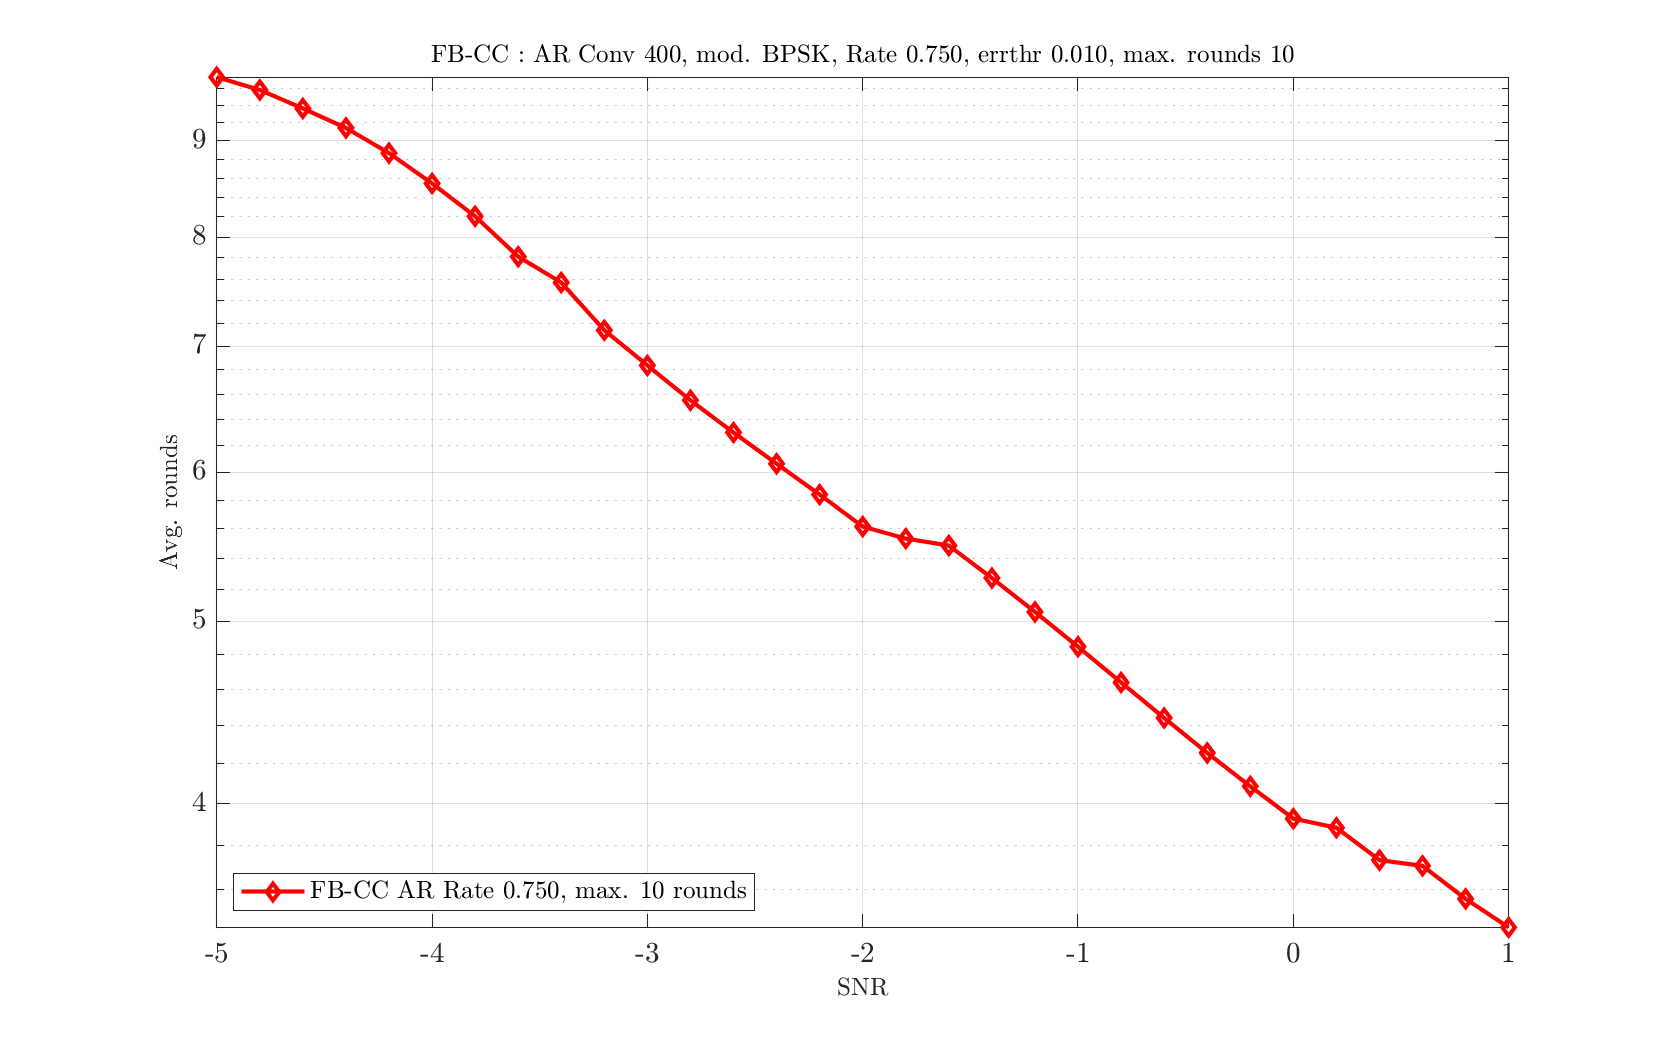 FB-CC : AR Conv 400, mod. BPSK, Rate 0.750, errthr 0.010, max. rounds 10
9
8
7
6
5
4
Avg. rounds
FB-CC AR Rate 0.750, max. 10 rounds
-5 -4 -3 -2 -1 0 1
SNR